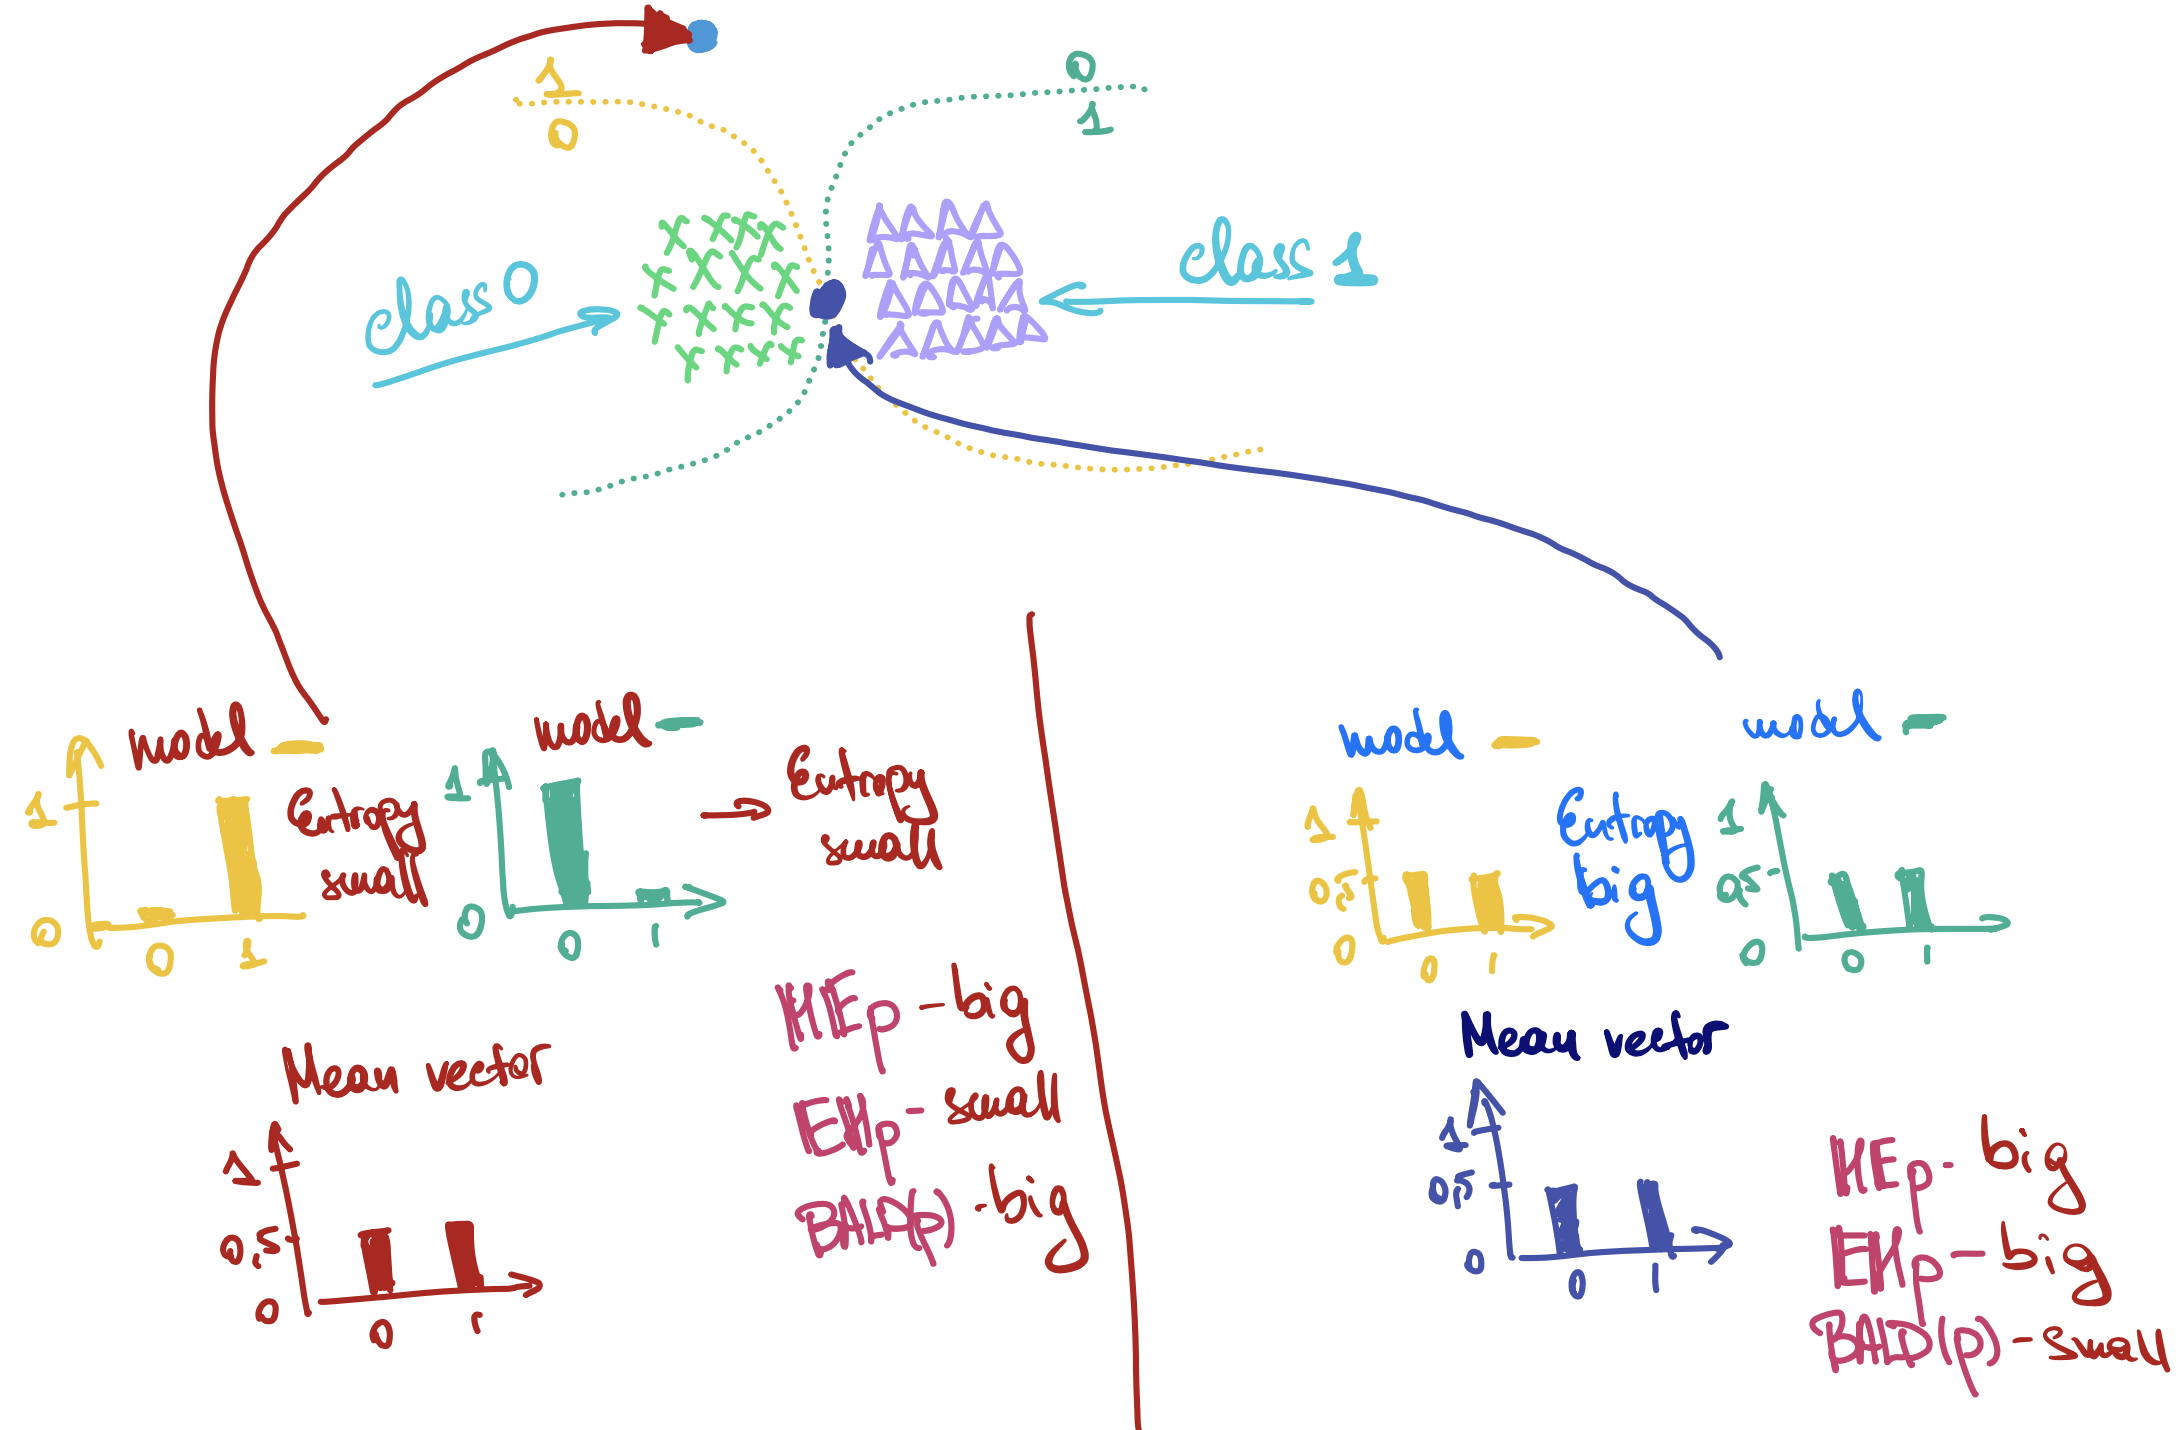 1
0
0
1
class 0
class 1
model
model
Entropy
small
Entropy
small
1
0
0
1
1
0
0
1
HEp - big
EHp - small
BALD(p) - big
Mean vector
1
0,5
0
0
1
model
model
Entropy
big
1
0,5
0
0
1
1
0,5
0
0
1
Mean vector
1
0,5
0
0
1
HEp - big
EHp - big
BALD(p) - small